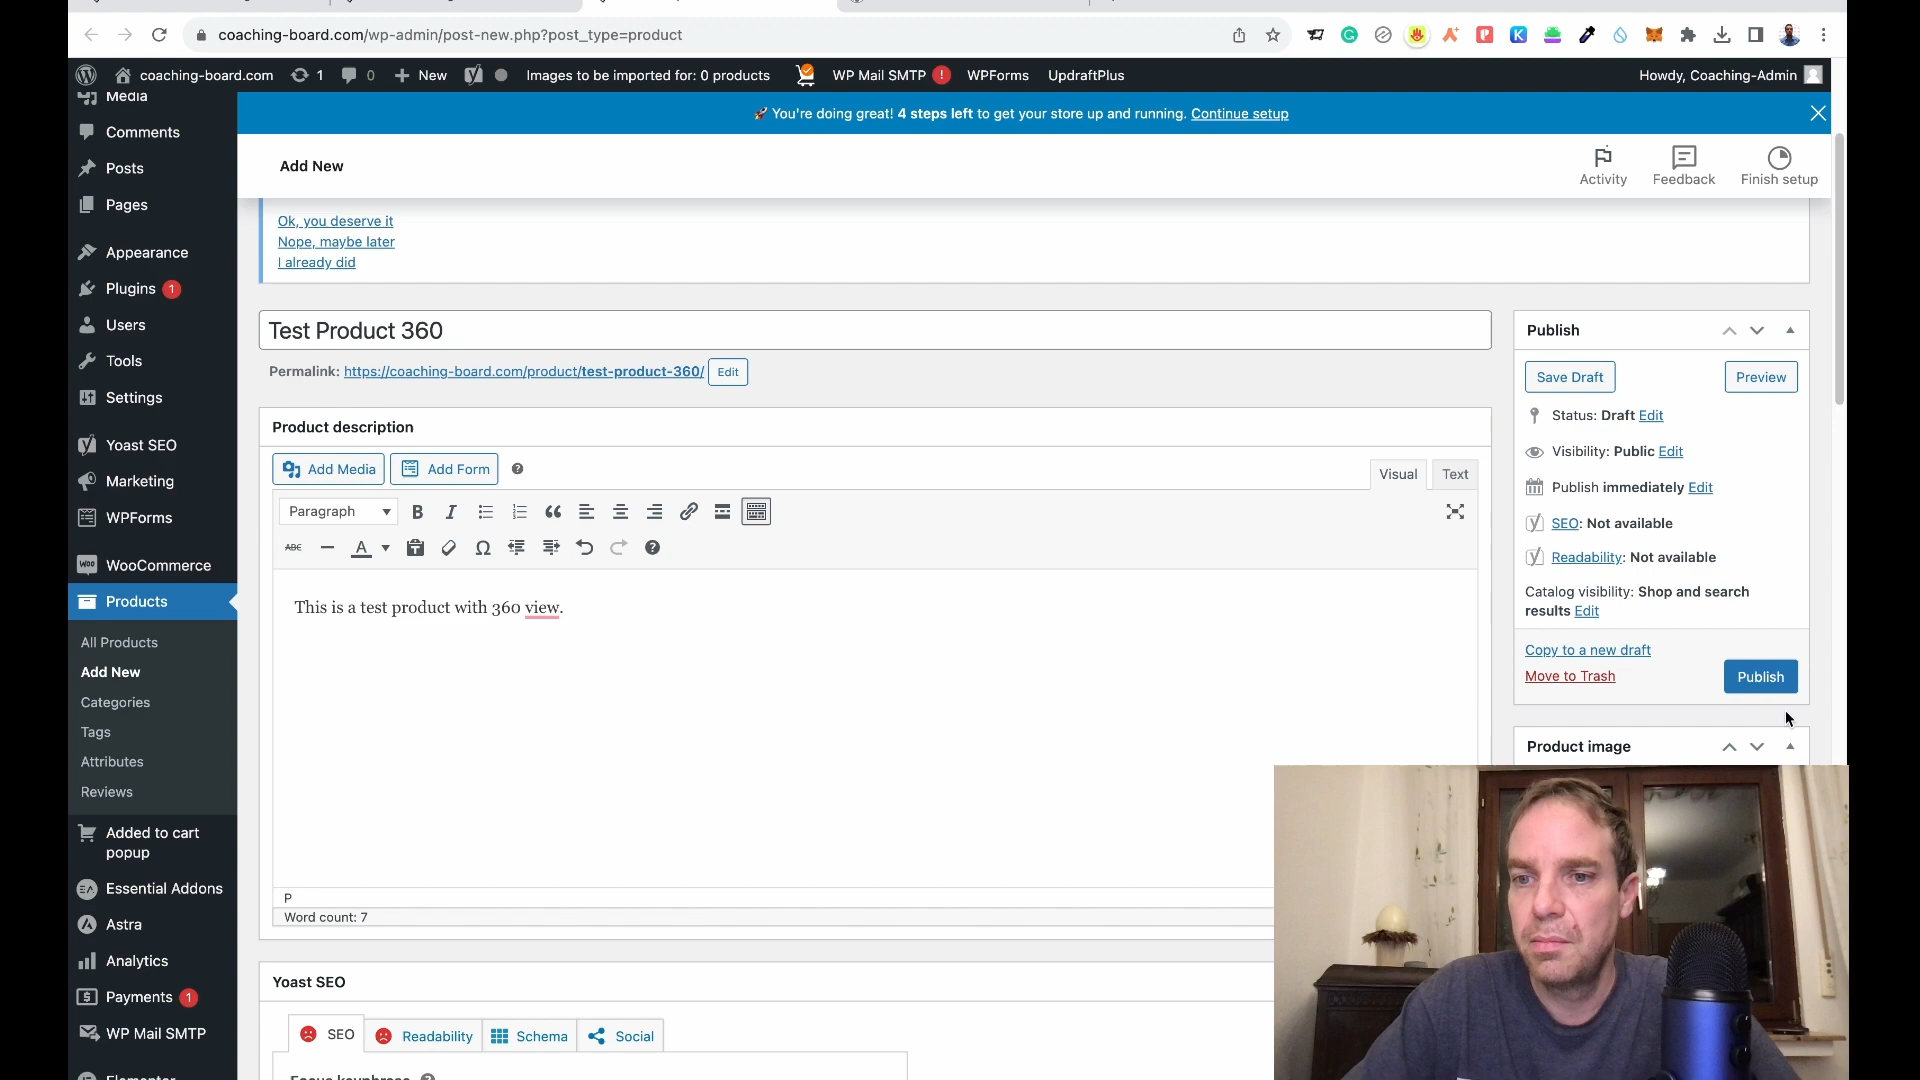 coaching-board.com/wp-admin/post-new.php?post_type=product
coaching-board.com 1 0 New Images to be imported for: 0 products WP Mail SMTP ! WPForms UpdraftPlus Howdy, Coaching-Admin
🚀 You're doing great! 4 steps left to get your store up and running. Continue setup
Add New
Activity Feedback Finish setup
Media
Comments
Posts
Pages
Appearance
Plugins 1
Users
Tools
Settings
Yoast SEO
Marketing
WPForms
WooCommerce
Products
All Products
Add New
Categories
Tags
Attributes
Reviews
Added to cart
popup
Essential Addons
Astra
Analytics
Payments 1
WP Mail SMTP
Ok, you deserve it
Nope, maybe later
I already did
Test Product 360
Permalink: https://coaching-board.com/product/test-product-360/ Edit
Product description
Add Media Add Form
Visual Text
Paragraph
This is a test product with 360 view.
P
Word count: 7
Yoast SEO
SEO Readability Schema Social
Publish
Save Draft Preview
Status: Draft Edit
Visibility: Public Edit
Publish immediately Edit
SEO: Not available
Readability: Not available
Catalog visibility: Shop and search
results Edit
Copy to a new draft
Move to Trash Publish
Product image